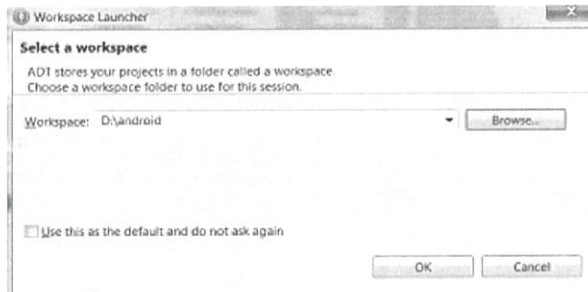 Workspace Launcher
Select a workspace
ADT stores your projects in a folder called a workspace.
Choose a workspace folder to use for this session.
Workspace: D:\android Browse...
Use this as the default and do not ask again
OK Cancel